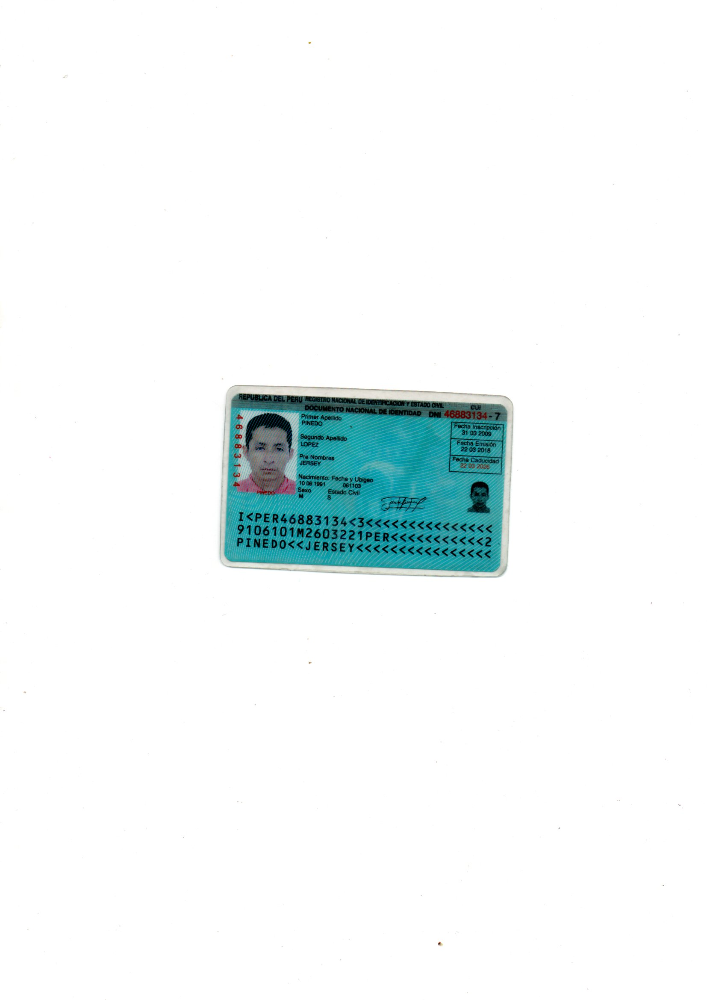 REPUBLICA DEL PERU REGISTRO NACIONAL DE IDENTIFICACION Y ESTADO CIVIL
CUI
DOCUMENTO NACIONAL DE IDENTIDAD DNI 46883134 - 7
46883134
Primer Apellido
PINEDO
Segundo Apellido
LOPEZ
Pre Nombres
JERSEY
Nacimiento: Fecha y Ubigeo
10 06 1991 061103
Sexo Estado Civil
M S
PINEDO
Fecha Inscripción
31 03 2009
Fecha Emisión
22 03 2018
Fecha Caducidad
22 03 2026
I<PER46883134<3<<<<<<<<<<<<<<<
9106101M2603221PER<<<<<<<<<<<2
PINEDO<<JERSEY<<<<<<<<<<<<<<<<